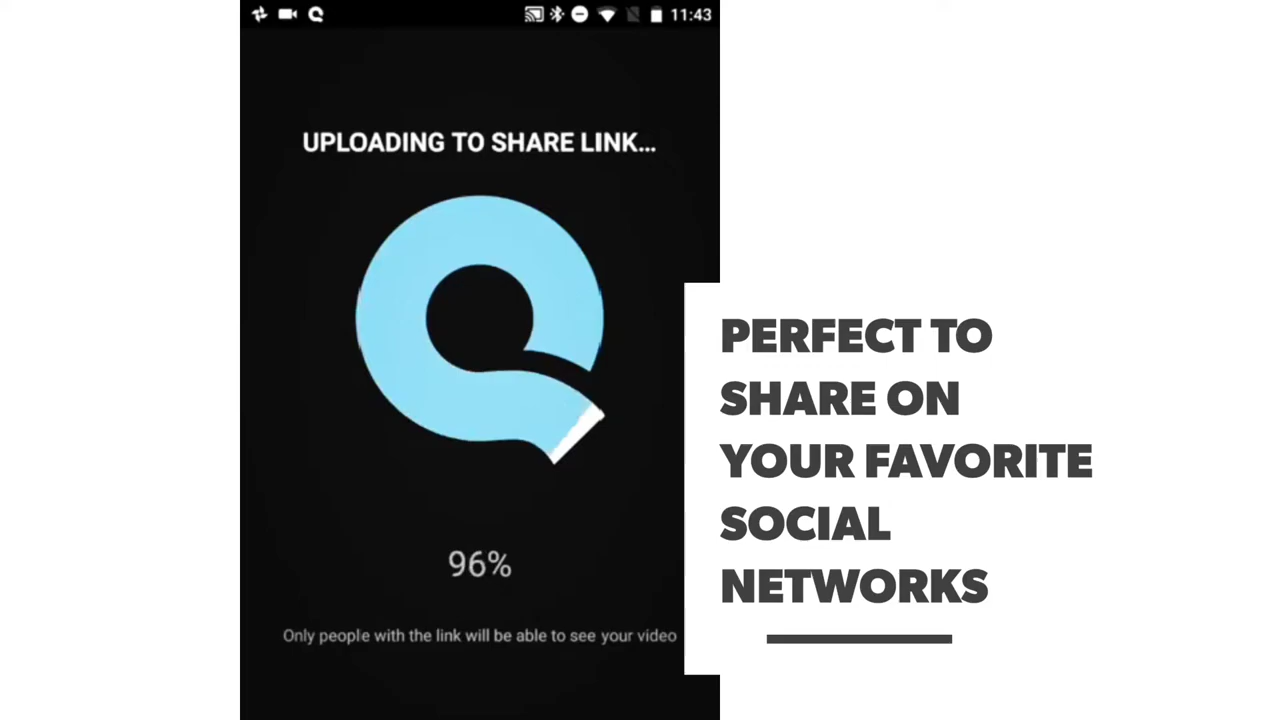 11:43
UPLOADING TO SHARE LINK...
96%
Only people with the link will be able to see your video
PERFECT TO
SHARE ON
YOUR FAVORITE
SOCIAL
NETWORKS